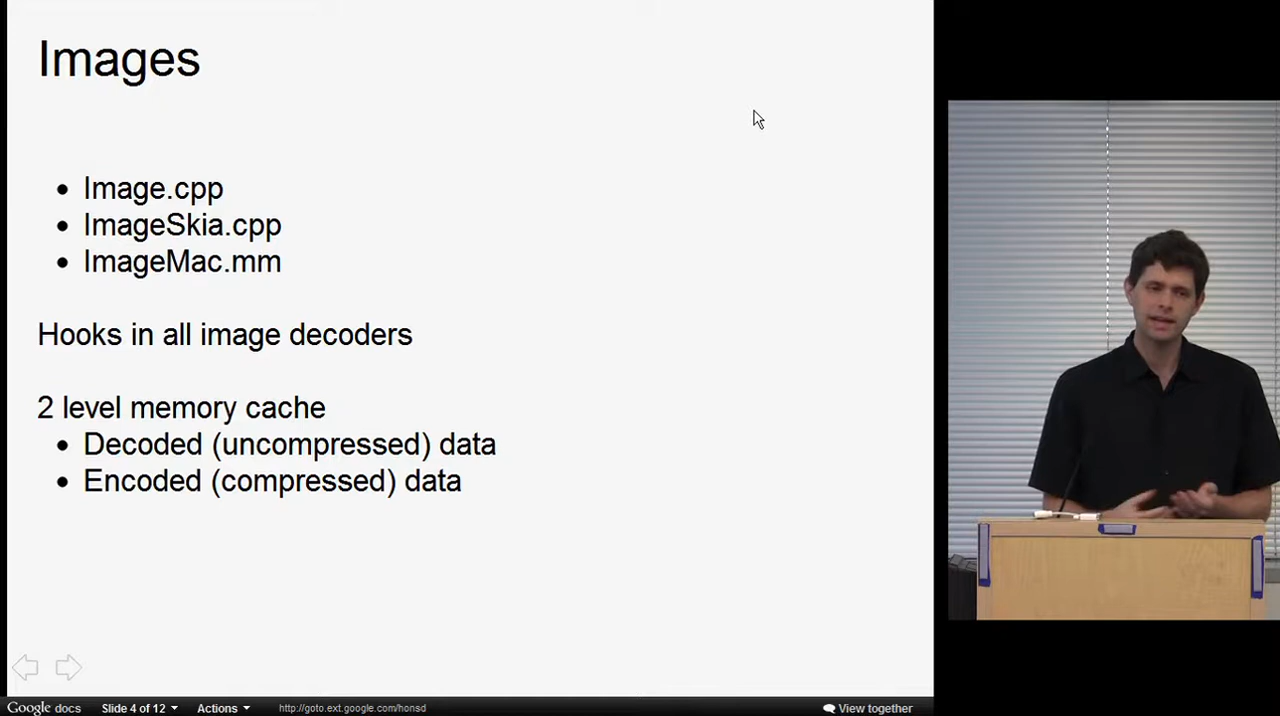 Images
Image.cpp
ImageSkia.cpp
ImageMac.mm
Hooks in all image decoders
2 level memory cache
Decoded (uncompressed) data
Encoded (compressed) data
Google docs Slide 4 of 12 Actions http://goto.ext.google.com/honsd View together